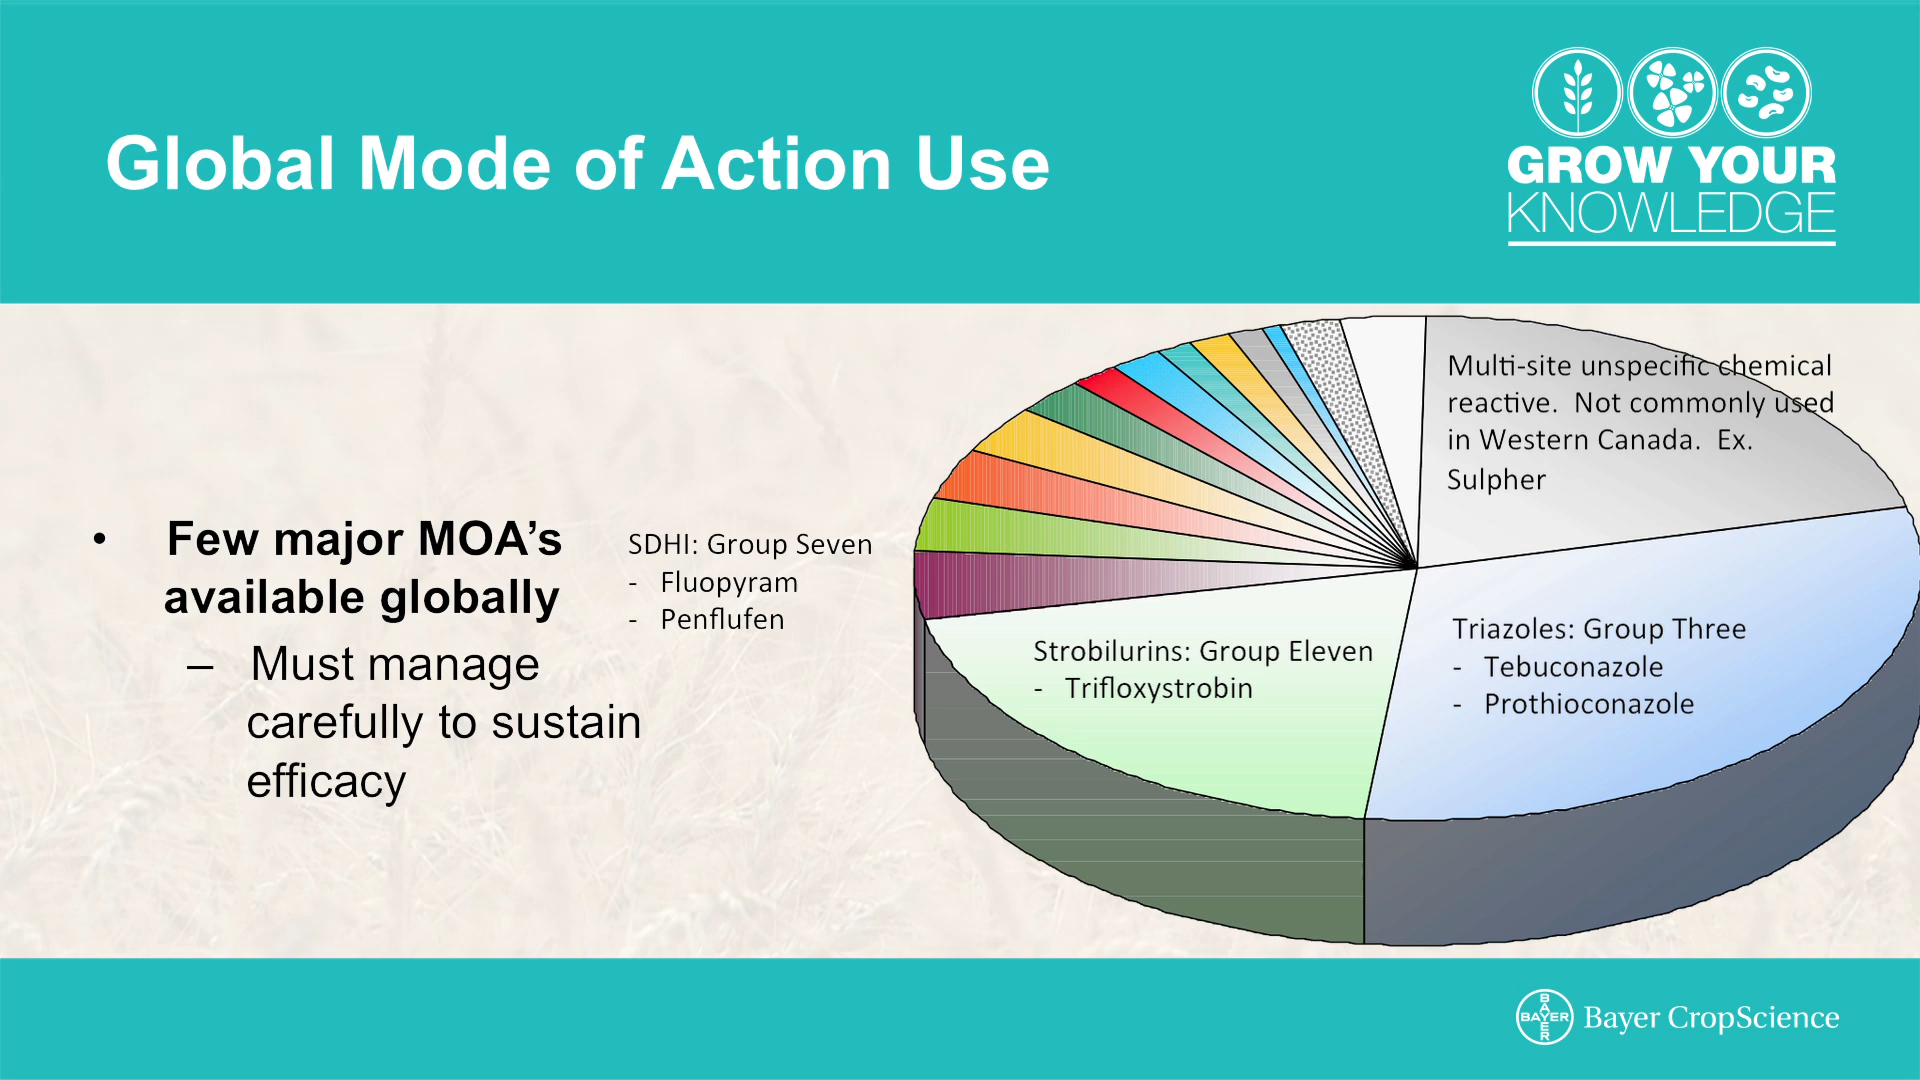 Global Mode of Action Use
GROW YOUR
KNOWLEDGE
• Few major MOA’s
available globally
– Must manage
carefully to sustain
efficacy
SDHI: Group Seven
- Fluopyram
- Penflufen
Multi-site unspecific chemical
reactive. Not commonly used
in Western Canada. Ex.
Sulpher
Strobilurins: Group Eleven
- Trifloxystrobin
Triazoles: Group Three
- Tebuconazole
- Prothioconazole
BAYER
BAYER
Bayer CropScience